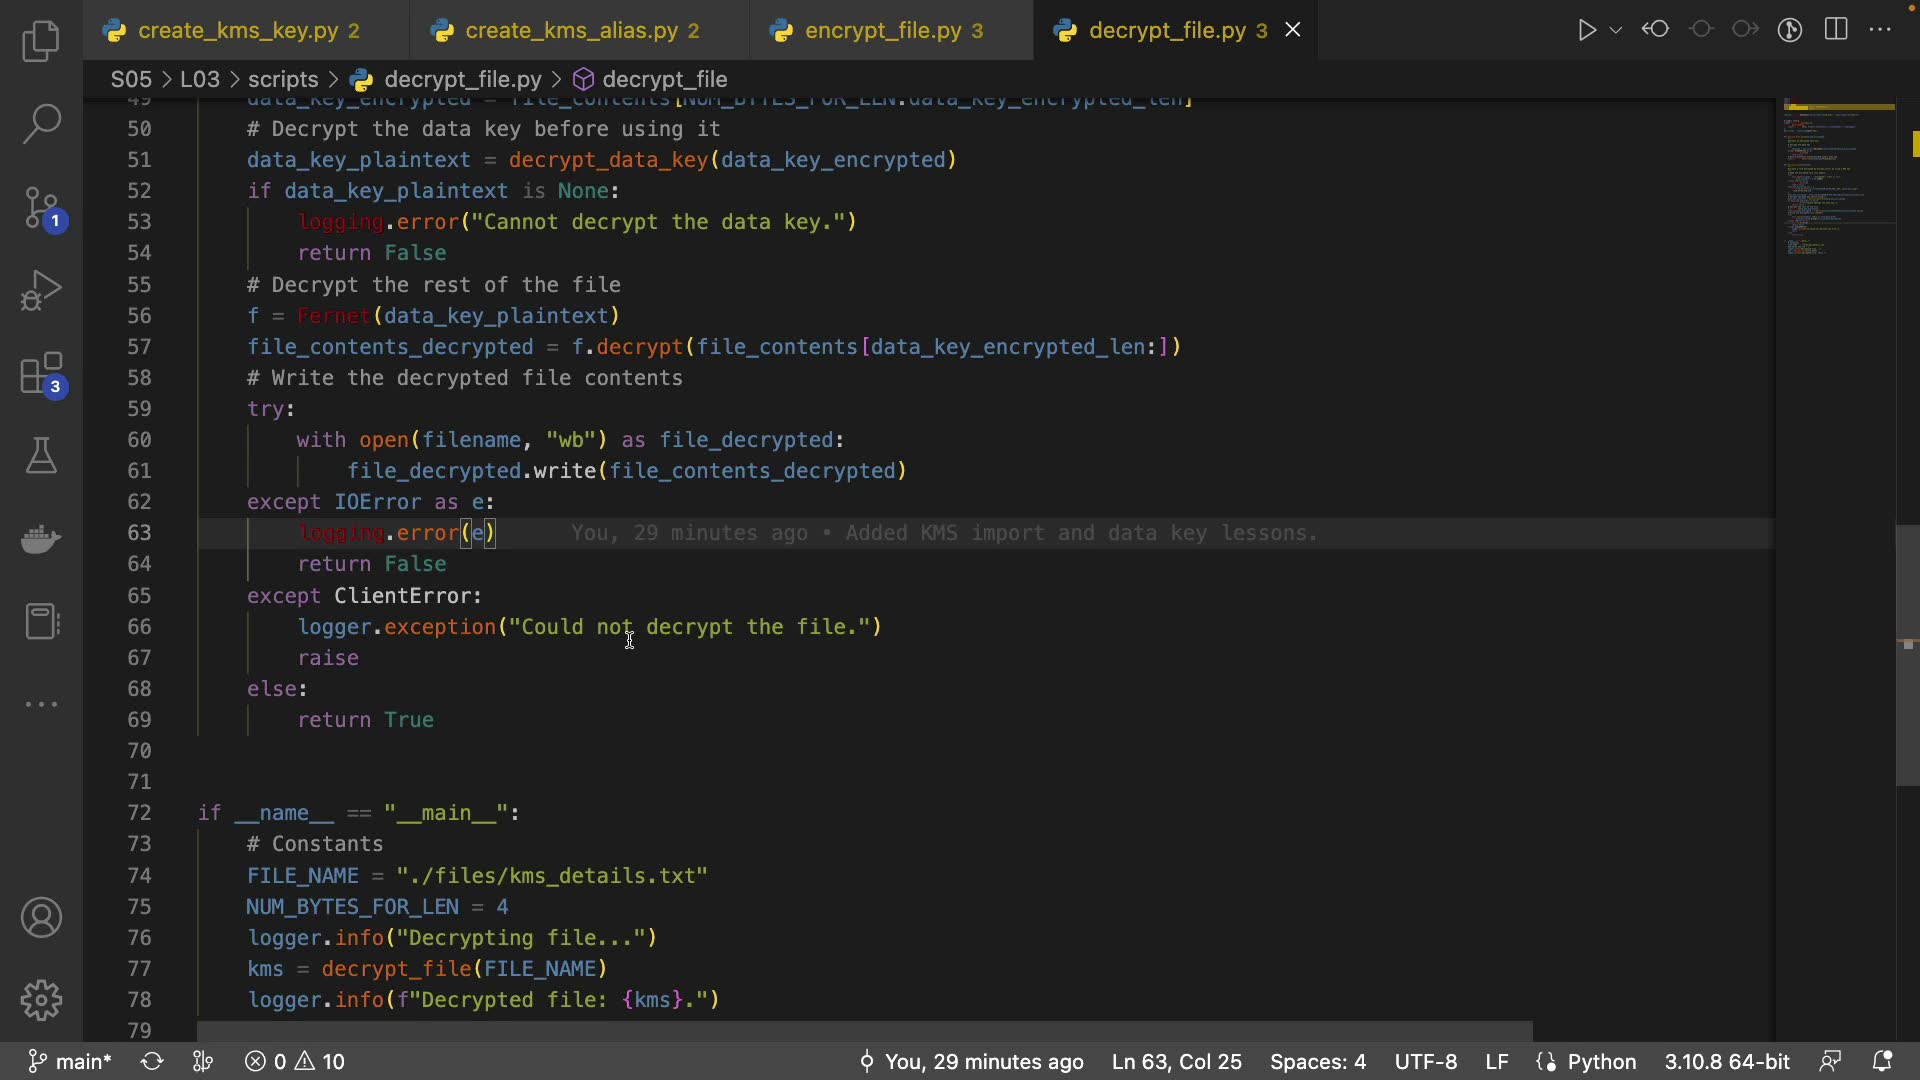 create_kms_key.py 2
create_kms_alias.py 2
encrypt_file.py 3
decrypt_file.py 3
S05 > L03 > scripts > decrypt_file.py > decrypt_file
49 data_key_encrypted = file_contents[NUM_BYTES_FOR_LEN:data_key_encrypted_len]
50 # Decrypt the data key before using it
51 data_key_plaintext = decrypt_data_key(data_key_encrypted)
52 if data_key_plaintext is None:
53 logging.error("Cannot decrypt the data key.")
54 return False
55 # Decrypt the rest of the file
56 f = Fernet(data_key_plaintext)
57 file_contents_decrypted = f.decrypt(file_contents[data_key_encrypted_len:])
58 # Write the decrypted file contents
59 try:
60 with open(filename, "wb") as file_decrypted:
61 file_decrypted.write(file_contents_decrypted)
62 except IOError as e:
63 logging.error(e) You, 29 minutes ago • Added KMS import and data key lessons.
64 return False
65 except ClientError:
66 logger.exception("Could not decrypt the file.")
67 raise
68 else:
69 return True
70
71
72 if __name__ == "__main__":
73 # Constants
74 FILE_NAME = "./files/kms_details.txt"
75 NUM_BYTES_FOR_LEN = 4
76 logger.info("Decrypting file...")
77 kms = decrypt_file(FILE_NAME)
78 logger.info(f"Decrypted file: {kms}.")
79
1
3
main* 0 10 You, 29 minutes ago Ln 63, Col 25 Spaces: 4 UTF-8 LF Python 3.10.8 64-bit